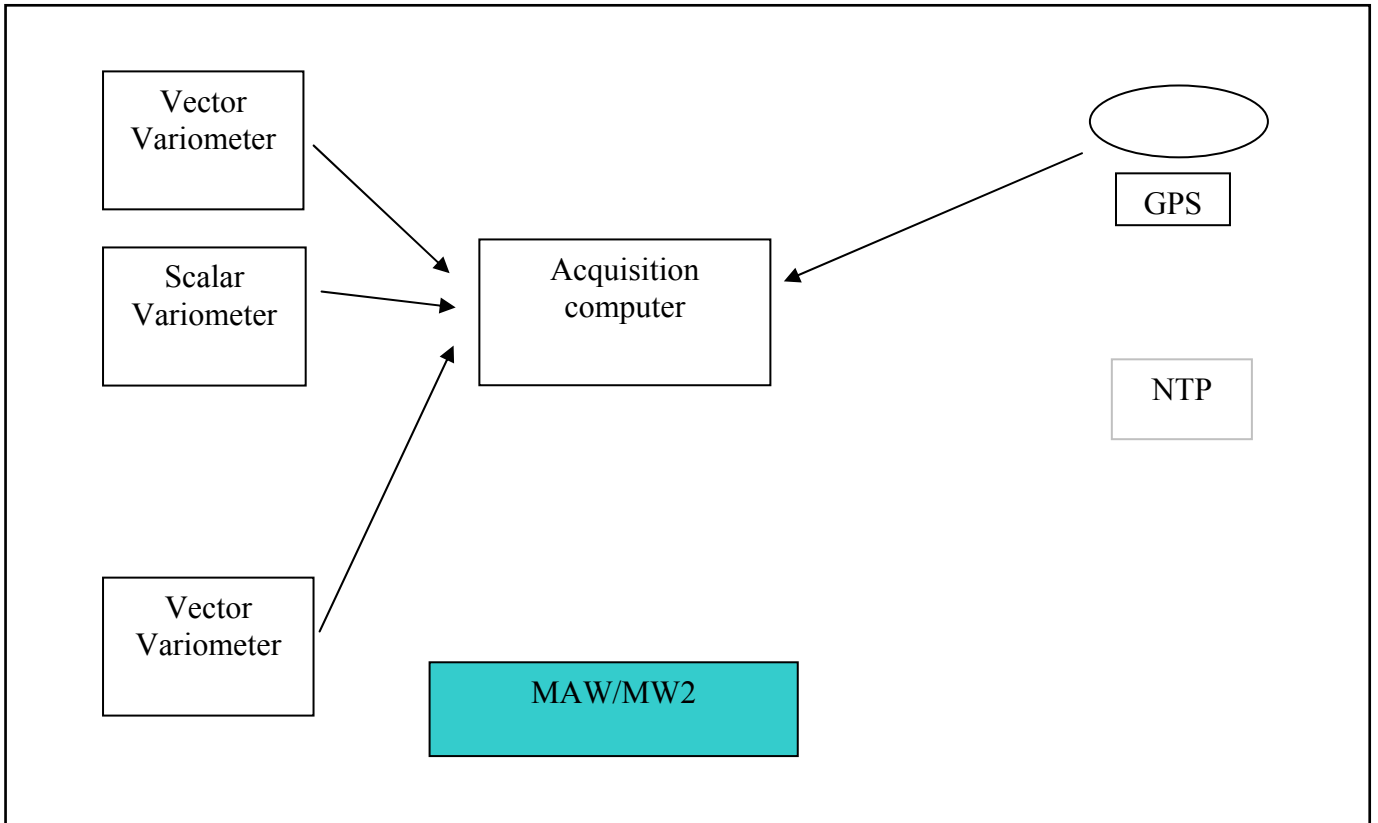 Vector
Variometer
Scalar
Variometer
Acquisition
computer
GPS
NTP
Vector
Variometer
MAW/MW2